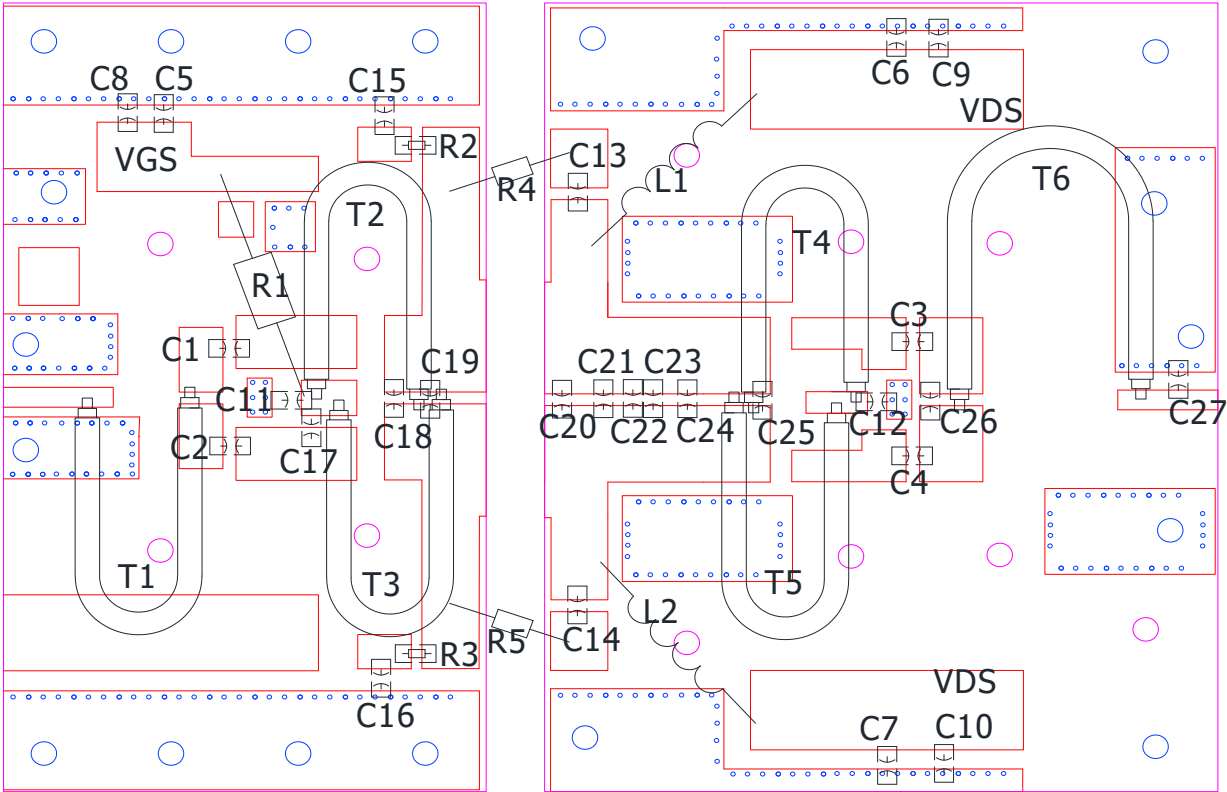 C8 C5 C15 C6 C9
VDS
VGS R2 C13
R4 L1 T6
T2
T4
R1
C3
C1 C19 C21 C23
C11 C12 C27
C2 C18 C20 C22 C24 C25 C26
C17
C4
T1 T3 T5
L2
R3 R5 C14
VDS
C16 C7 C10